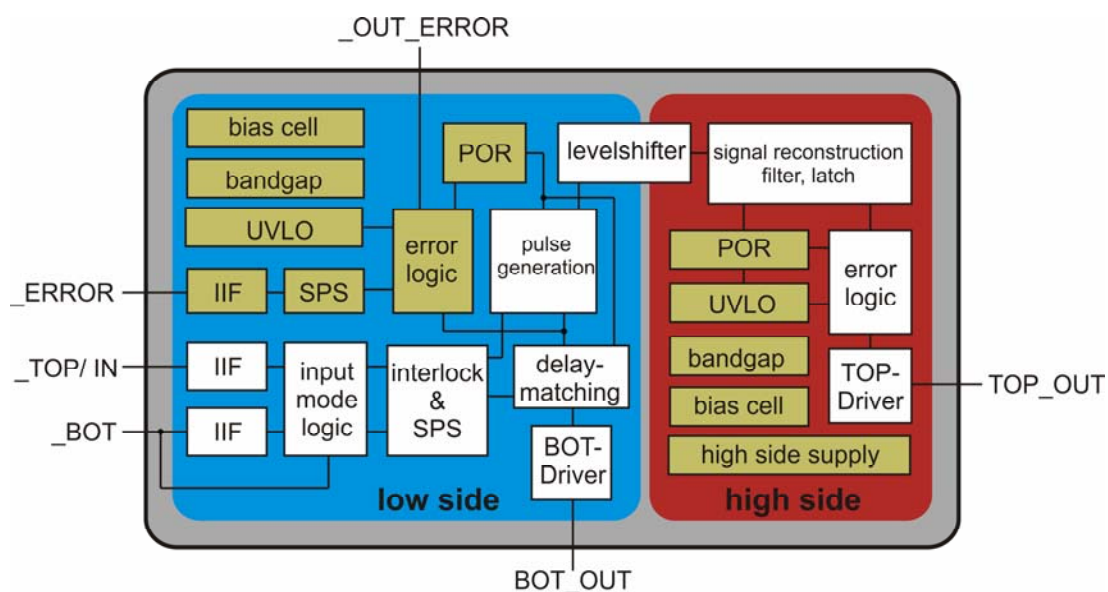 _OUT_ERROR
bias cell
bandgap
UVLO
POR
levelshifter
signal reconstruction
filter, latch
error
logic
pulse
generation
_ERROR
IIF
SPS
POR
UVLO
error
logic
_TOP/ IN
IIF
input
mode
logic
interlock
&
SPS
delay-
matching
bandgap
bias cell
TOP-
Driver
TOP_OUT
_BOT
IIF
BOT-
Driver
high side supply
low side
high side
BOT_OUT